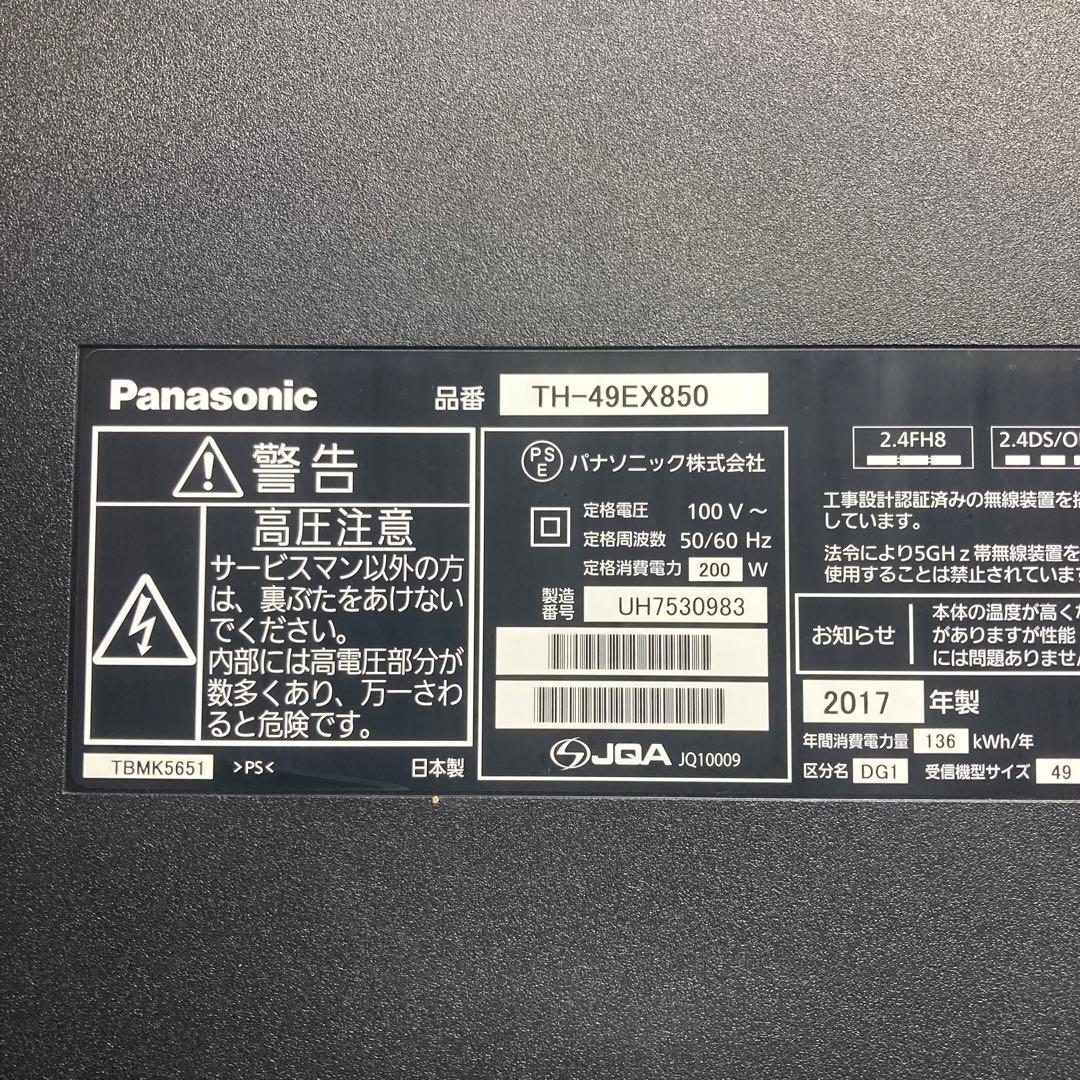 Panasonic
品番 TH-49EX850
警告
高圧注意
サービスマン以外の方
は、裏ぶたをあけない
でください。
内部には高電圧部分が
数多くあり、万一さわ
ると危険です。
TBMK5651 >PS< 日本製
PSE パナソニック株式会社
定格電圧 100 V ～
定格周波数 50/60 Hz
定格消費電力 200 W
製造
番号 UH7530983
JQA JQ10009
2.4FH8 2.4DS/O
工事設計認証済みの無線装置を
しています。
法令により5GHz帯無線装置を
使用することは禁止されていま
お知らせ
本体の温度が高く
がありますが性能
には問題ありませ
2017 年製
年間消費電力量 136 kWh/年
区分名 DG1 受信機型サイズ 49